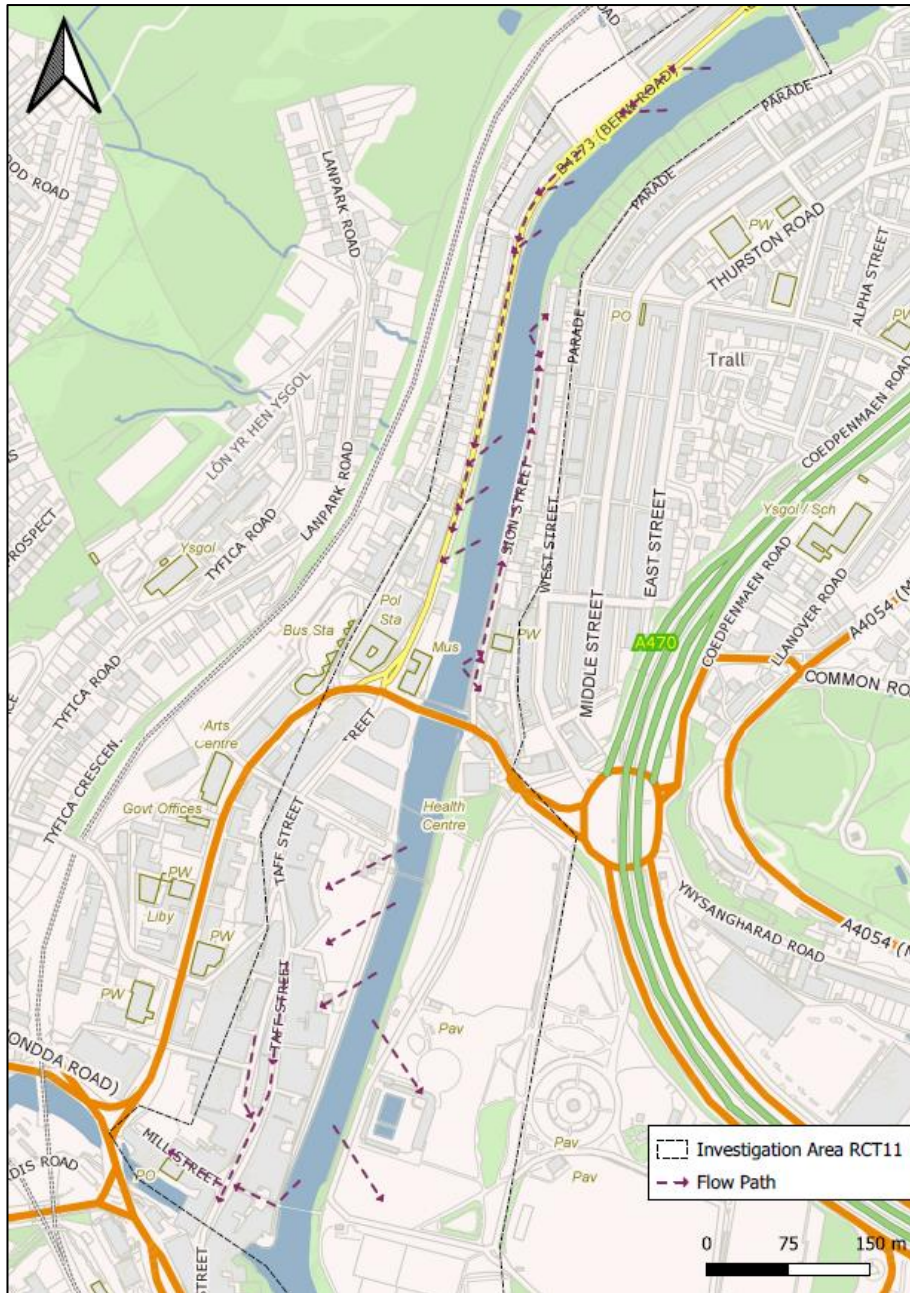 ROAD
B4273 (BERW ROAD)
PARADE
OD ROAD
LANPARK ROAD
PARADE
PW
THURSTON ROAD
ALPHA STREET
PO
PW
PARADE
Trall
COEDPENMAEN ROAD
LÔN YR HEN YSGOL
LANPARK ROAD
PROSPECT
Ysgol
TYFICA ROAD
SION STREET
WEST STREET
EAST STREET
Ysgol / Sch
COEDPENMAEN ROAD
LLANOVER ROAD
Pol
Sta
Bus Sta
Mus
PW
MIDDLE STREET
A470
A4054 (M
COMMON RO
TYFICA ROAD
CE
Arts
Centre
STREET
TYFICA CRESCEN.
Govt Offices
TAFF STREET
Health
Centre
PW
Liby
YNYSANGHARAD ROAD
A4054 (M
PW
PW
TAFF STREET
Pav
ONDDA ROAD)
MILL STREET
Pav
PO
DIS ROAD
Pav
STREET
Investigation Area RCT11
Flow Path
0 75 150 m